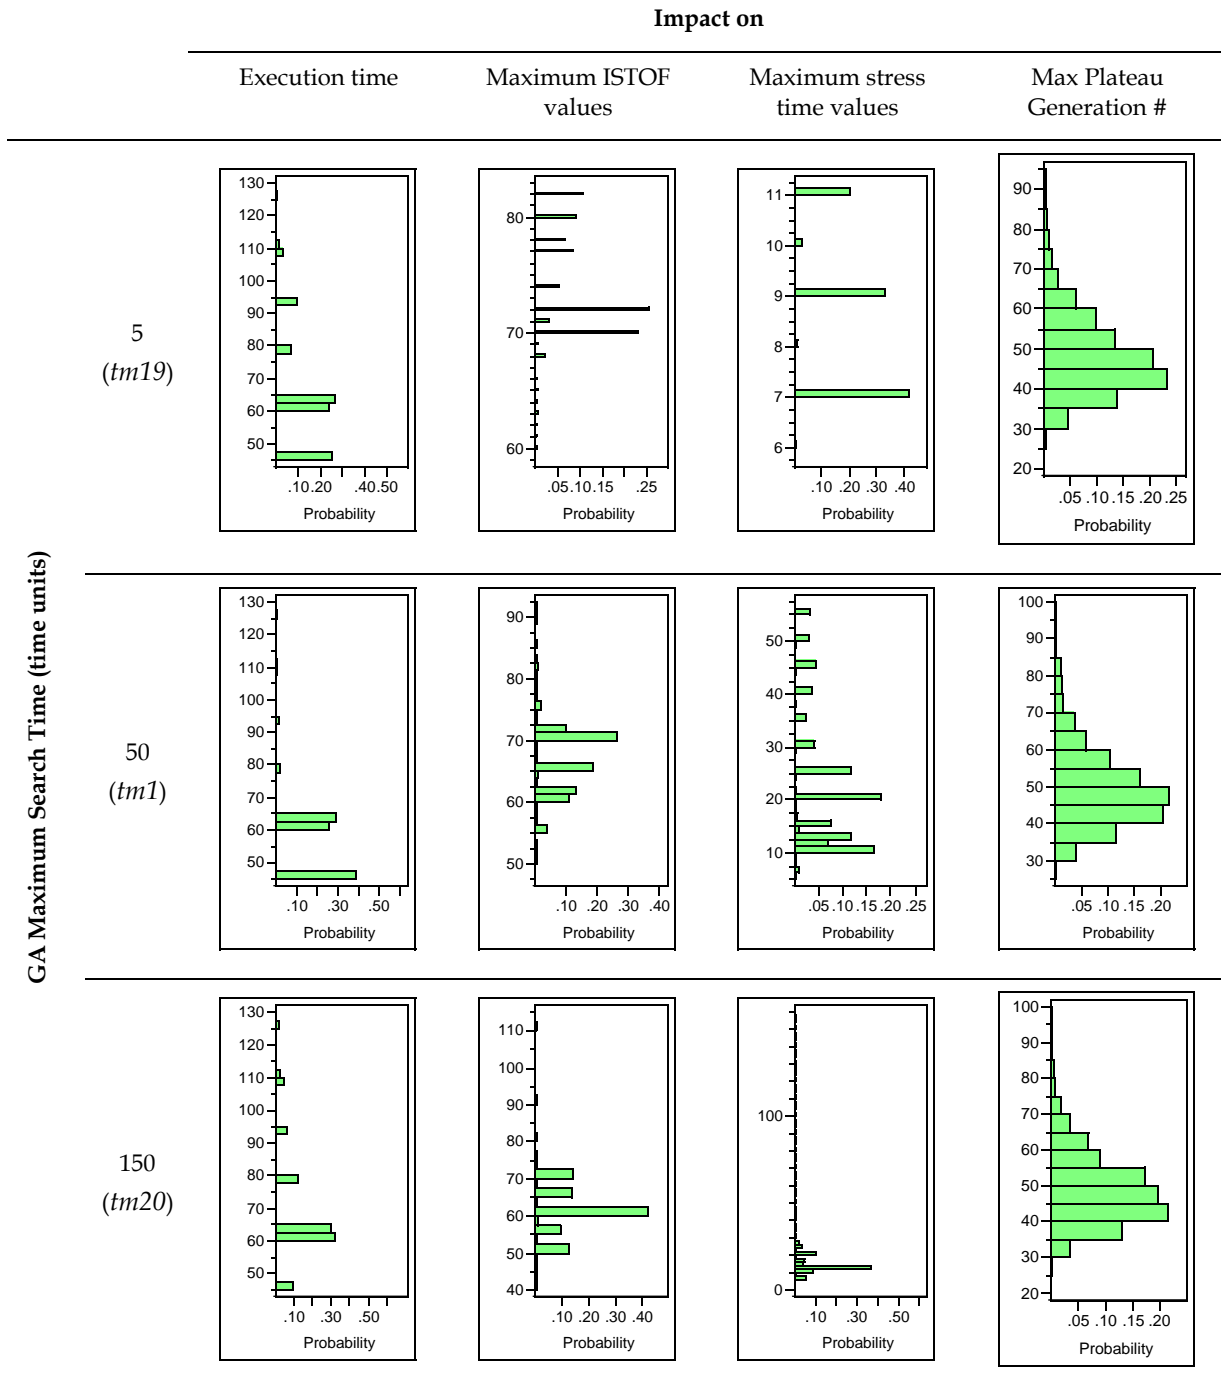 Impact on
Execution time
Maximum ISTOF
values
Maximum stress
time values
Max Plateau
Generation #
GA Maximum Search Time (time units)
5
(tm19)
130
120
110
100
90
80
70
60
50
.10 .20 .40 .50
Probability
80
70
60
.05 .10 .15 .25
Probability
11
10
9
8
7
6
.10 .20 .30 .40
Probability
90
80
70
60
50
40
30
20
.05 .10 .15 .20 .25
Probability
50
(tm1)
130
120
110
100
90
80
70
60
50
.10 .30 .50
Probability
90
80
70
60
50
.10 .20 .30 .40
Probability
50
40
30
20
10
.05 .10 .15 .20 .25
Probability
100
90
80
70
60
50
40
30
.05 .10 .15 .20
Probability
150
(tm20)
130
120
110
100
90
80
70
60
50
.10 .30 .50
Probability
110
100
90
80
70
60
50
40
.10 .20 .30 .40
Probability
100
0
.10 .30 .50
Probability
100
90
80
70
60
50
40
30
20
.05 .10 .15 .20
Probability